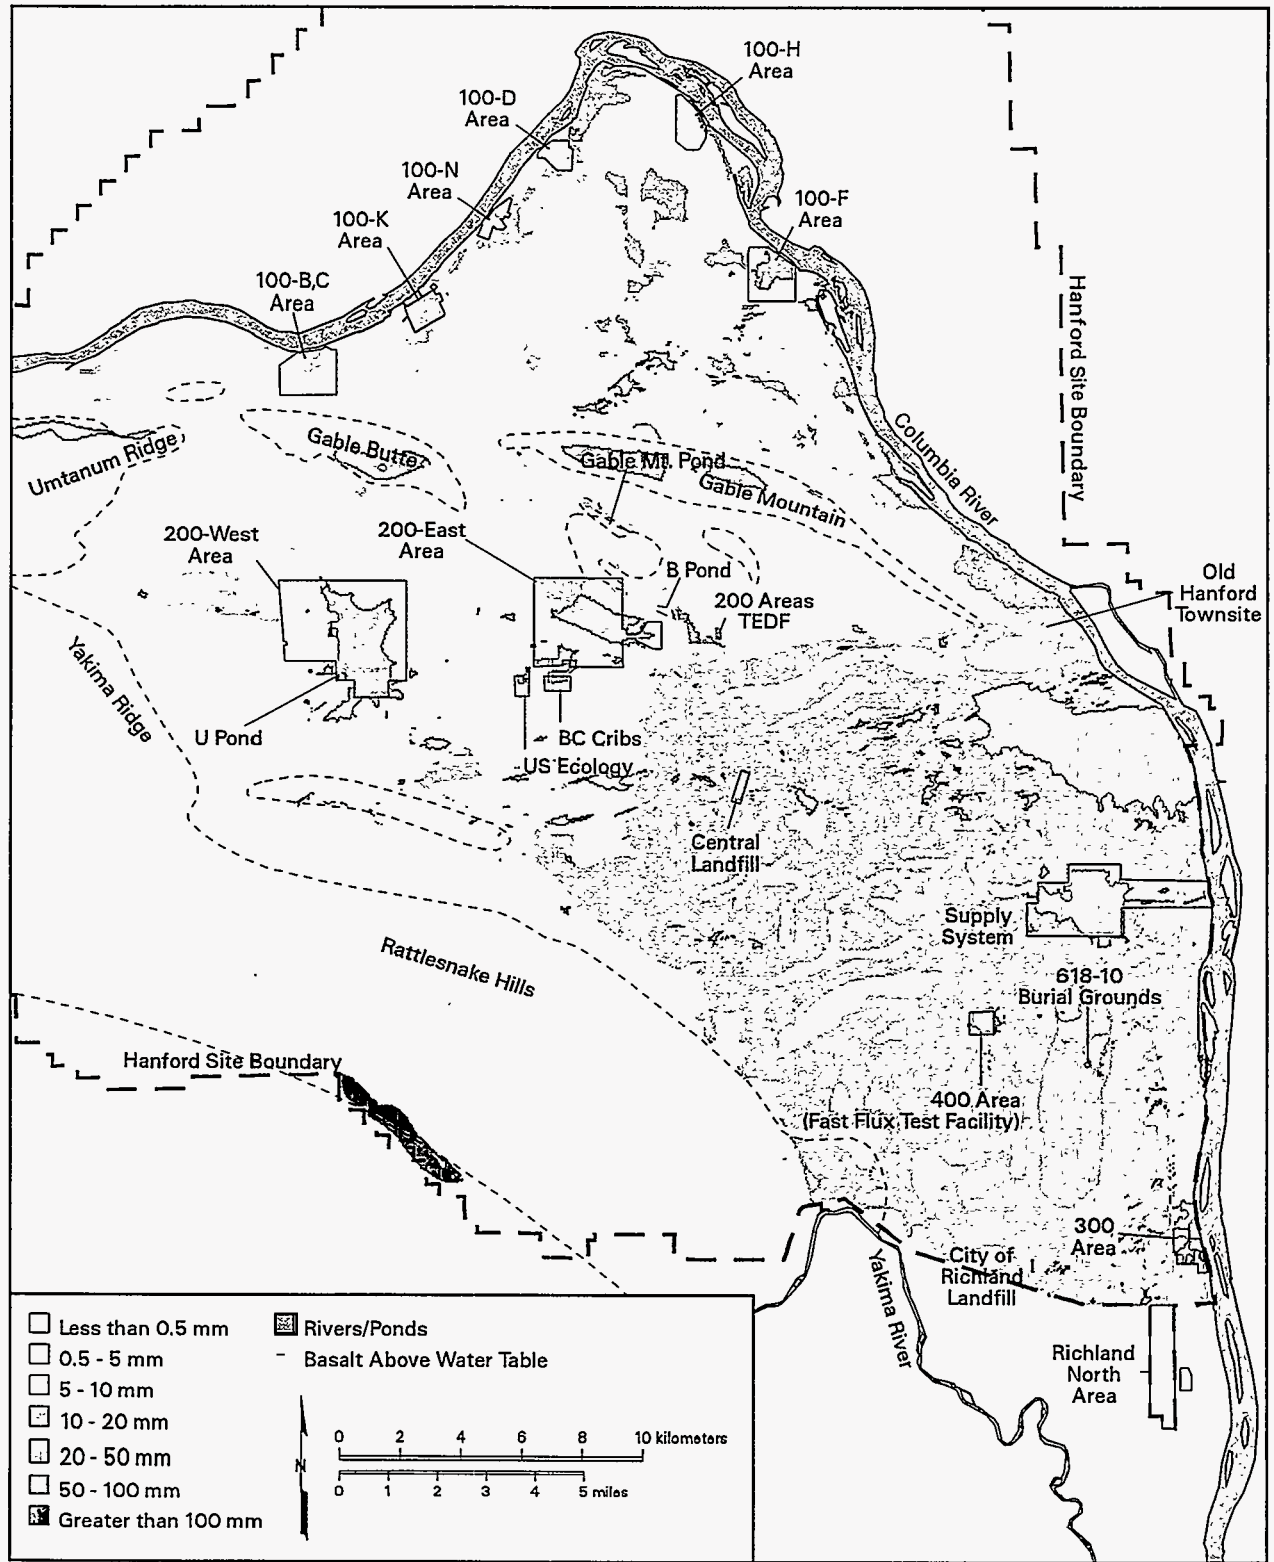 100-H
Area
100-D
Area
100-N
Area
100-F
Area
100-K
Area
100-B,C
Area
Hanford Site Boundary
Columbia River
Umtanum Ridge
Gable Butte
Gable Mt. Pond
Gable Mountain
200-West
Area
200-East
Area
B Pond
200 Areas
TEDF
Old
Hanford
Townsite
Yakima Ridge
U Pond
BC Cribs
US Ecology
Central
Landfill
Supply
System
Rattlesnake Hills
618-10
Burial Grounds
Hanford Site Boundary
400 Area
(Fast Flux Test Facility)
300
Area
City of
Richland
Landfill
Yakima River
Richland
North
Area
Less than 0.5 mm
0.5 - 5 mm
5 - 10 mm
10 - 20 mm
20 - 50 mm
50 - 100 mm
Greater than 100 mm
Rivers/Ponds
Basalt Above Water Table
N
0 2 4 6 8 10 kilometers
0 1 2 3 4 5 miles